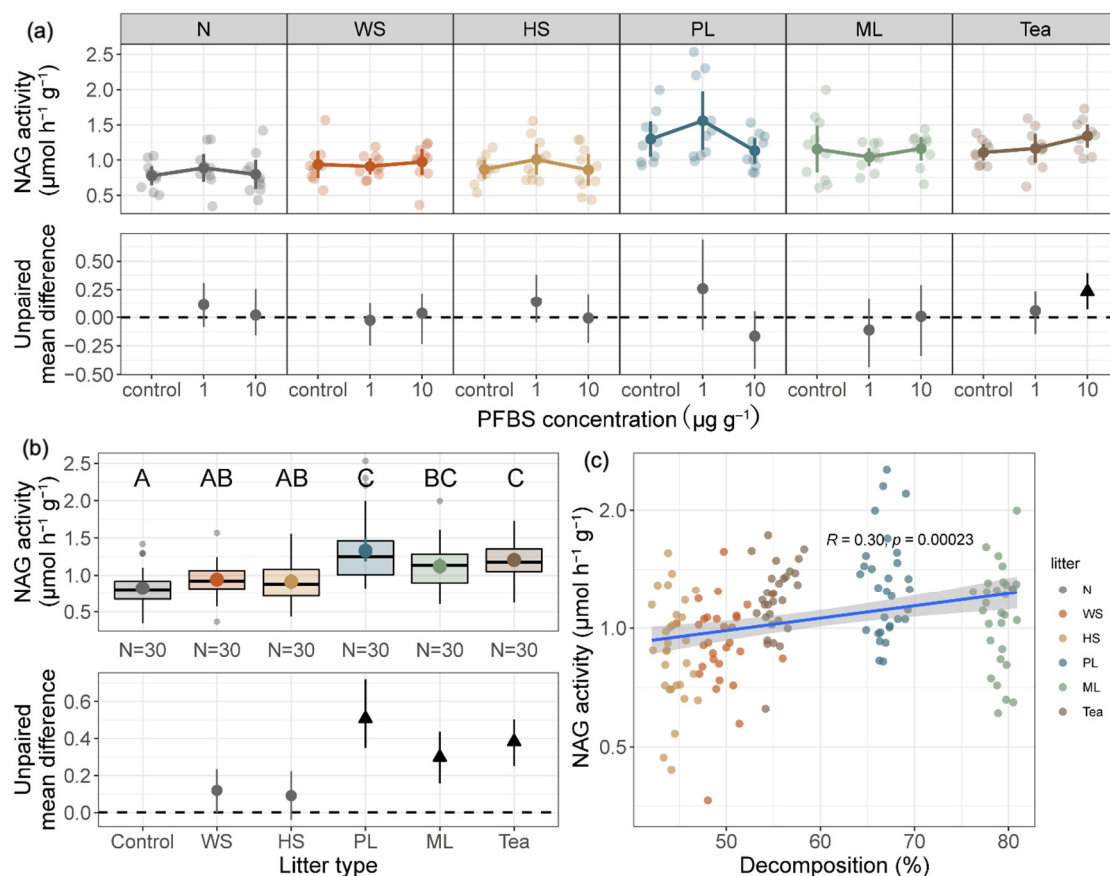 (a)
N WS HS PL ML Tea
NAG activity
(μmol h⁻¹ g⁻¹)
2.5
2.0
1.5
1.0
0.5
Unpaired
mean difference
0.50
0.25
0.00
−0.25
−0.50
control 1 10 control 1 10 control 1 10 control 1 10 control 1 10 control 1 10
PFBS concentration (μg g⁻¹)
(b)
NAG activity
(μmol h⁻¹ g⁻¹)
2.5
2.0
1.5
1.0
0.5
A AB AB C BC C
N=30 N=30 N=30 N=30 N=30 N=30
Unpaired
mean difference
0.6
0.4
0.2
0.0
Control WS HS PL ML Tea
Litter type
(c)
NAG activity (μmol h⁻¹ g⁻¹)
2.0
1.0
0.5
R = 0.30, p = 0.00023
50 60 70 80
Decomposition (%)
litter
N
WS
HS
PL
ML
Tea